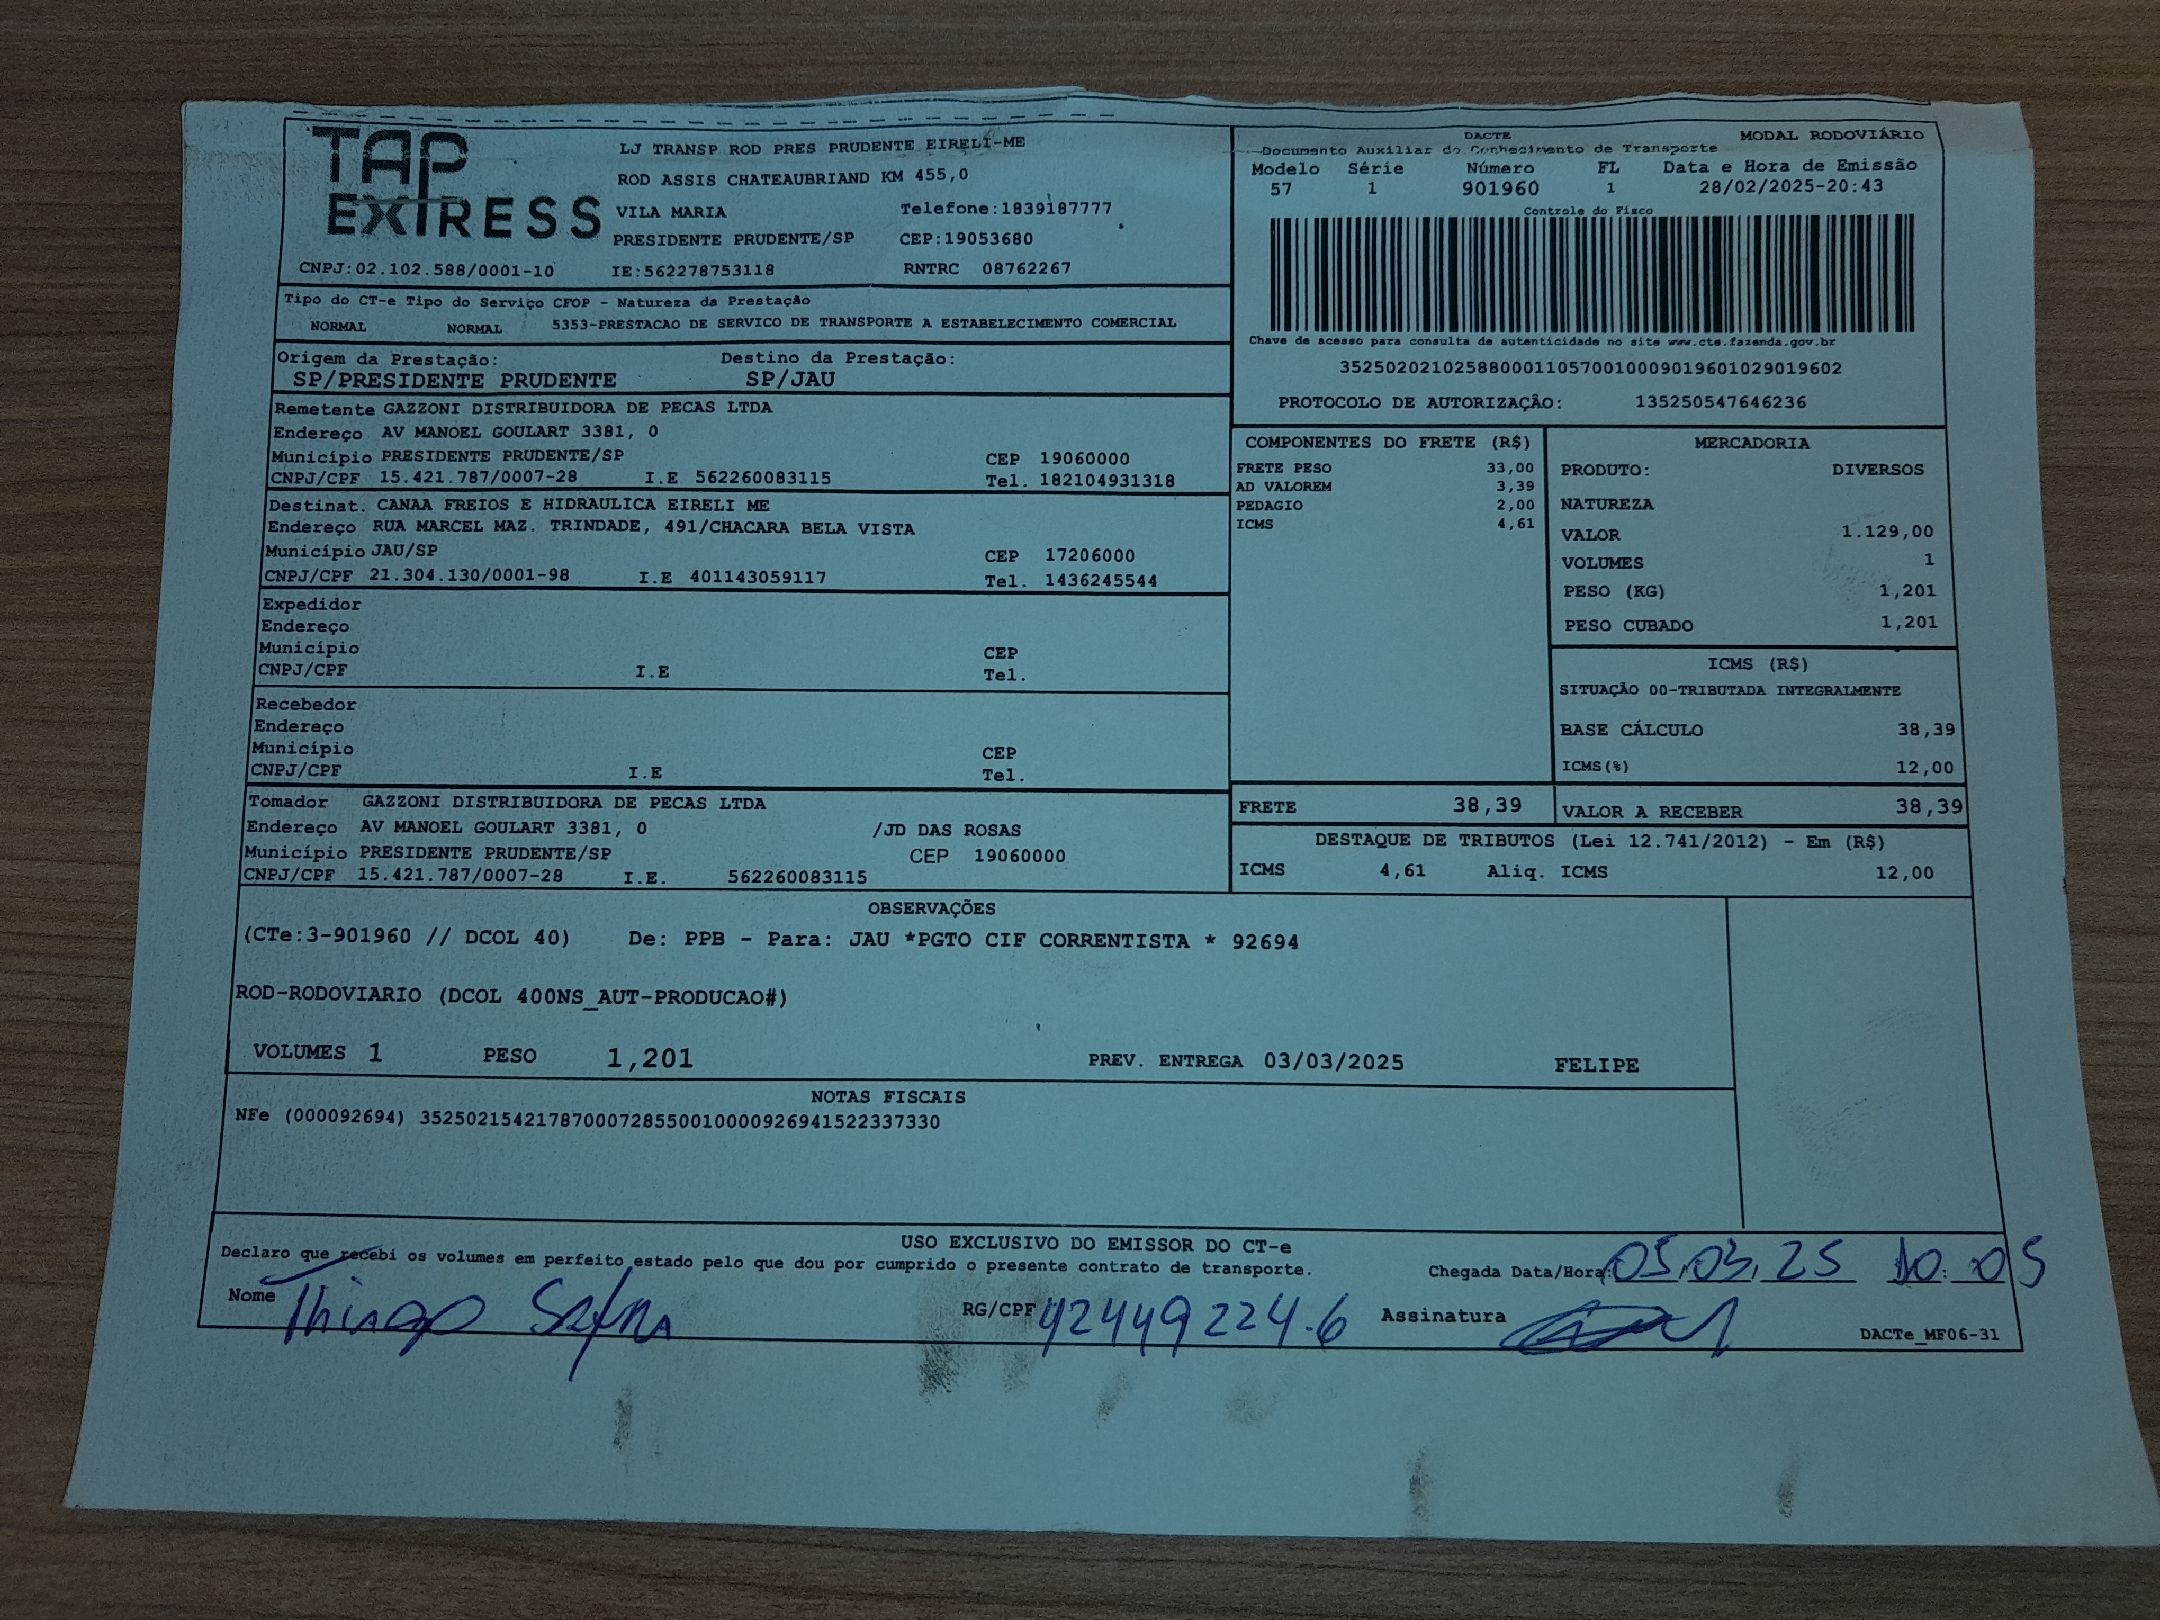 TAP
EXPRESS
LJ TRANSP ROD PRES PRUDENTE EIRELI-ME
ROD ASSIS CHATEAUBRIAND KM 455,0
VILA MARIA Telefone:1839187777
PRESIDENTE PRUDENTE/SP CEP:19053680
CNPJ:02.102.588/0001-10 IE:562278753118 RNTRC 08762267
DACTE MODAL RODOVIÁRIO
Documento Auxiliar do Conhecimento de Transporte
Modelo Série Número FL Data e Hora de Emissão
57 1 901960 1 28/02/2025-20:43
Controle do Fisco
Chave de acesso para consulta de autenticidade no site www.cte.fazenda.gov.br
35250202102588000110570010009019601029019602
PROTOCOLO DE AUTORIZAÇÃO: 135250547646236
Tipo do CT-e Tipo do Serviço CFOP - Natureza da Prestação
NORMAL NORMAL 5353-PRESTACAO DE SERVICO DE TRANSPORTE A ESTABELECIMENTO COMERCIAL
Origem da Prestação: Destino da Prestação:
SP/PRESIDENTE PRUDENTE SP/JAU
Remetente GAZZONI DISTRIBUIDORA DE PECAS LTDA
Endereço AV MANOEL GOULART 3381, 0
Município PRESIDENTE PRUDENTE/SP CEP 19060000
CNPJ/CPF 15.421.787/0007-28 I.E 562260083115 Tel. 182104931318
Destinat. CANAA FREIOS E HIDRAULICA EIRELI ME
Endereço RUA MARCEL MAZ. TRINDADE, 491/CHACARA BELA VISTA
Município JAU/SP CEP 17206000
CNPJ/CPF 21.304.130/0001-98 I.E 401143059117 Tel. 1436245544
Expedidor
Endereço
Município CEP
CNPJ/CPF I.E Tel.
Recebedor
Endereço
Município CEP
CNPJ/CPF I.E Tel.
Tomador GAZZONI DISTRIBUIDORA DE PECAS LTDA
Endereço AV MANOEL GOULART 3381, 0 /JD DAS ROSAS
Município PRESIDENTE PRUDENTE/SP CEP 19060000
CNPJ/CPF 15.421.787/0007-28 I.E. 562260083115
COMPONENTES DO FRETE (R$)
FRETE PESO 33,00
AD VALOREM 3,39
PEDAGIO 2,00
ICMS 4,61
MERCADORIA
PRODUTO: DIVERSOS
NATUREZA
VALOR 1.129,00
VOLUMES 1
PESO (KG) 1,201
PESO CUBADO 1,201
ICMS (R$)
SITUAÇÃO 00-TRIBUTADA INTEGRALMENTE
BASE CÁLCULO 38,39
ICMS(%) 12,00
FRETE 38,39 VALOR A RECEBER 38,39
DESTAQUE DE TRIBUTOS (Lei 12.741/2012) - Em (R$)
ICMS 4,61 Aliq. ICMS 12,00
OBSERVAÇÕES
(CTe:3-901960 // DCOL 40) De: PPB - Para: JAU *PGTO CIF CORRENTISTA * 92694
ROD-RODOVIARIO (DCOL 400NS_AUT-PRODUCAO#)
VOLUMES 1 PESO 1,201 PREV. ENTREGA 03/03/2025 FELIPE
NOTAS FISCAIS
NFe (000092694) 35250215421787000728550010000926941522337330
USO EXCLUSIVO DO EMISSOR DO CT-e
Declaro que recebi os volumes em perfeito estado pelo que dou por cumprido o presente contrato de transporte.
Chegada Data/Hora: 05,03,25 10:05
Nome Thiago RG/CPF 42449224-6 Assinatura
DACTe_MF06-31